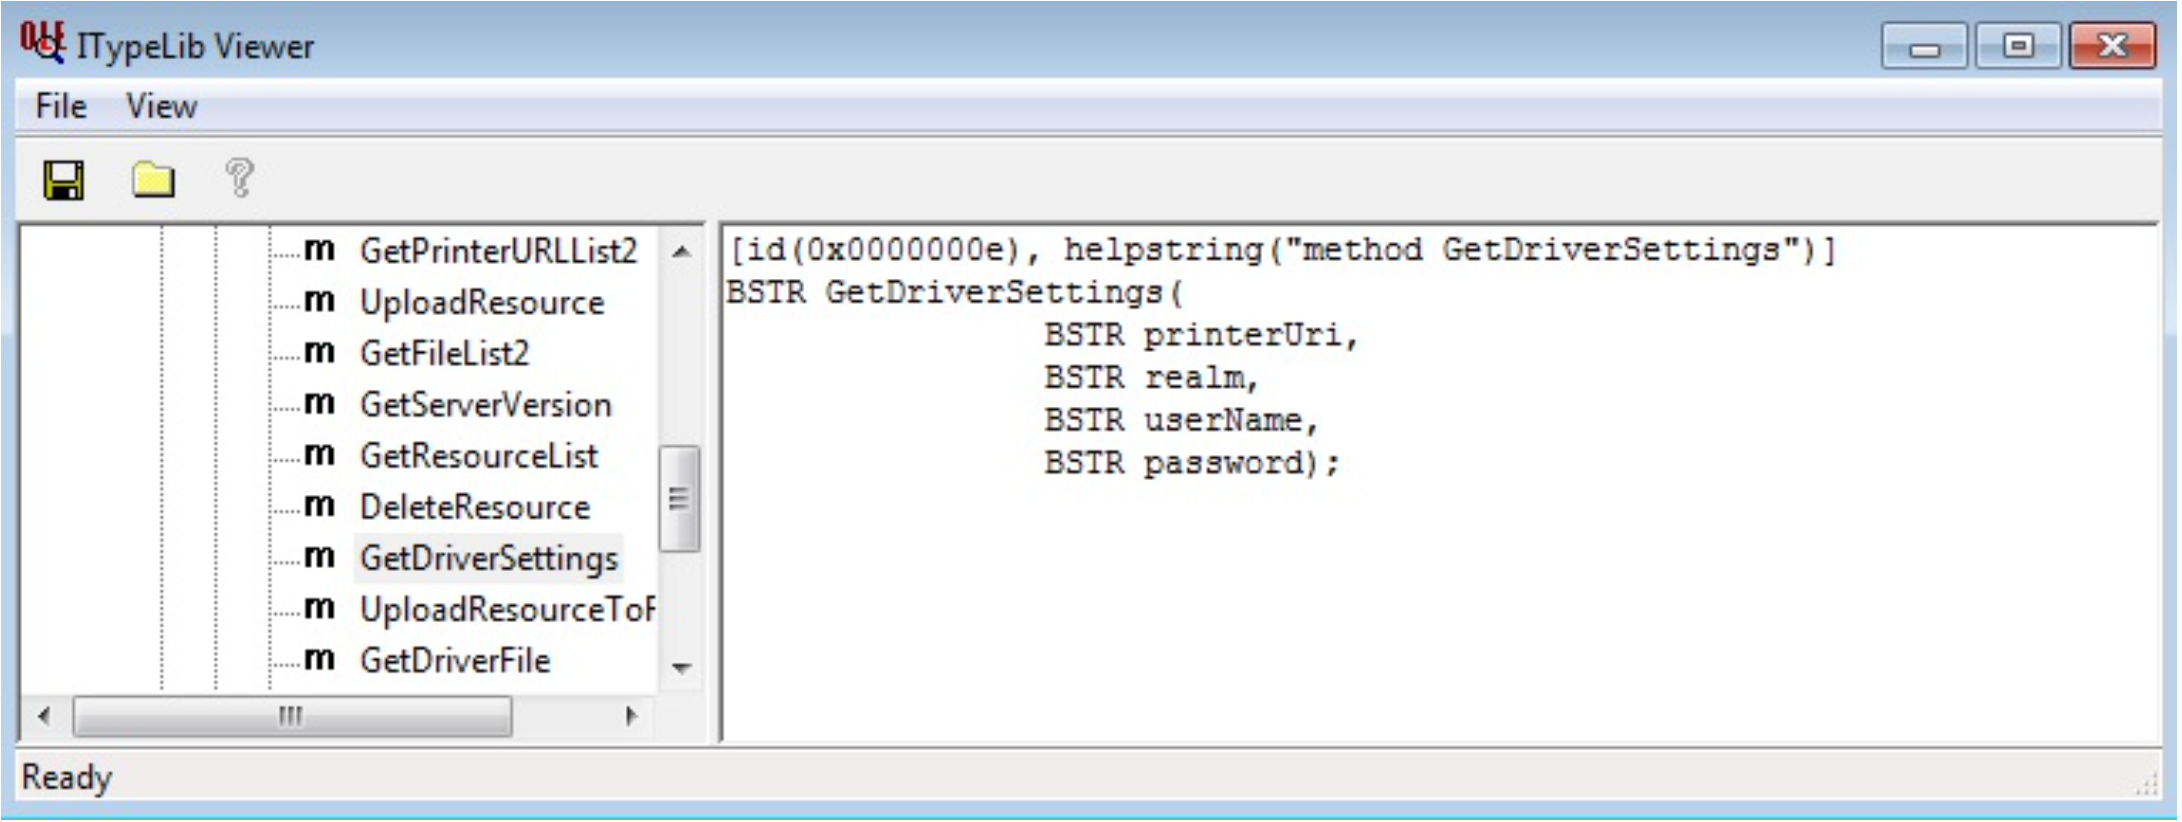 OLE ITypeLib Viewer
File View
m GetPrinterURLList2
m UploadResource
m GetFileList2
m GetServerVersion
m GetResourceList
m DeleteResource
m GetDriverSettings
m UploadResourceToF
m GetDriverFile
[id(0x0000000e), helpstring("method GetDriverSettings")]
BSTR GetDriverSettings(
BSTR printerUri,
BSTR realm,
BSTR userName,
BSTR password);
Ready